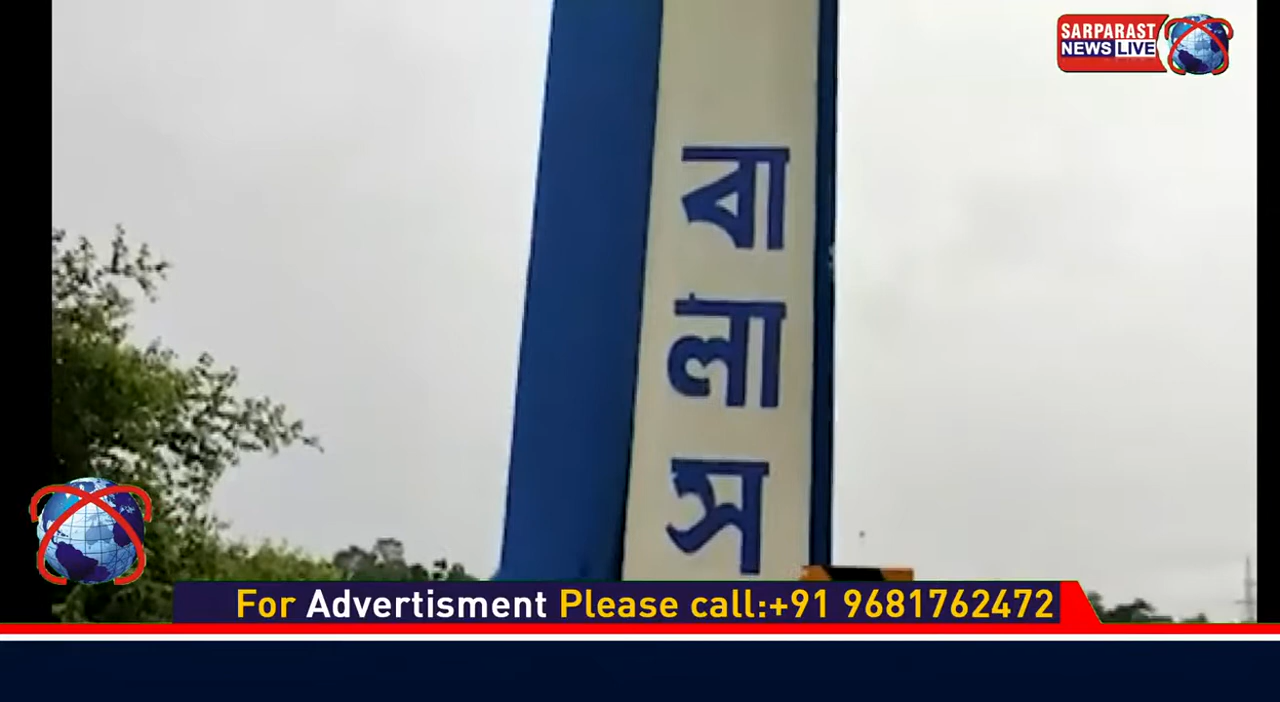 SARPARAST
NEWS LIVE
বা
লা
স
For Advertisment Please call:+91 9681762472